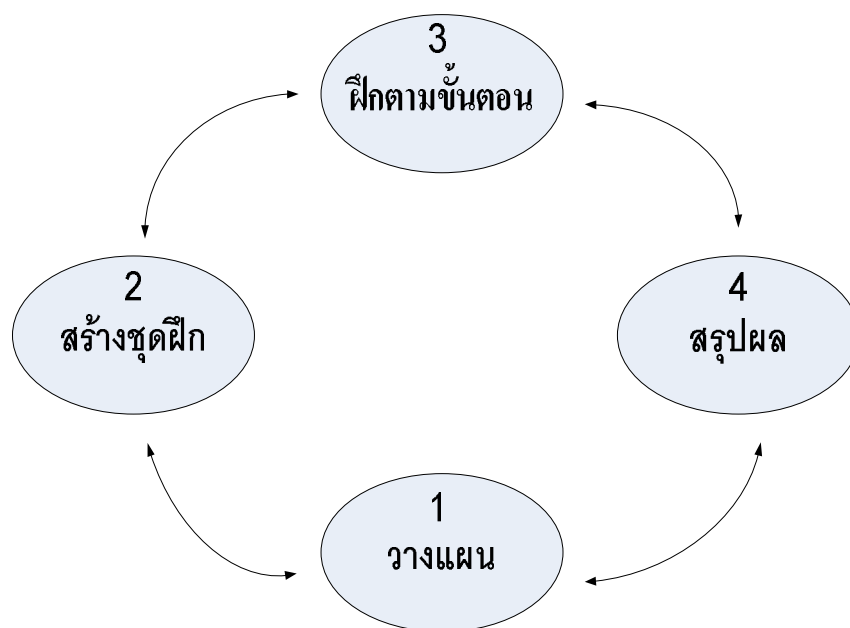 3
ฝึกตามขั้นตอน
2
สร้างชุดฝึก
4
สรุปผล
1
วางแผน